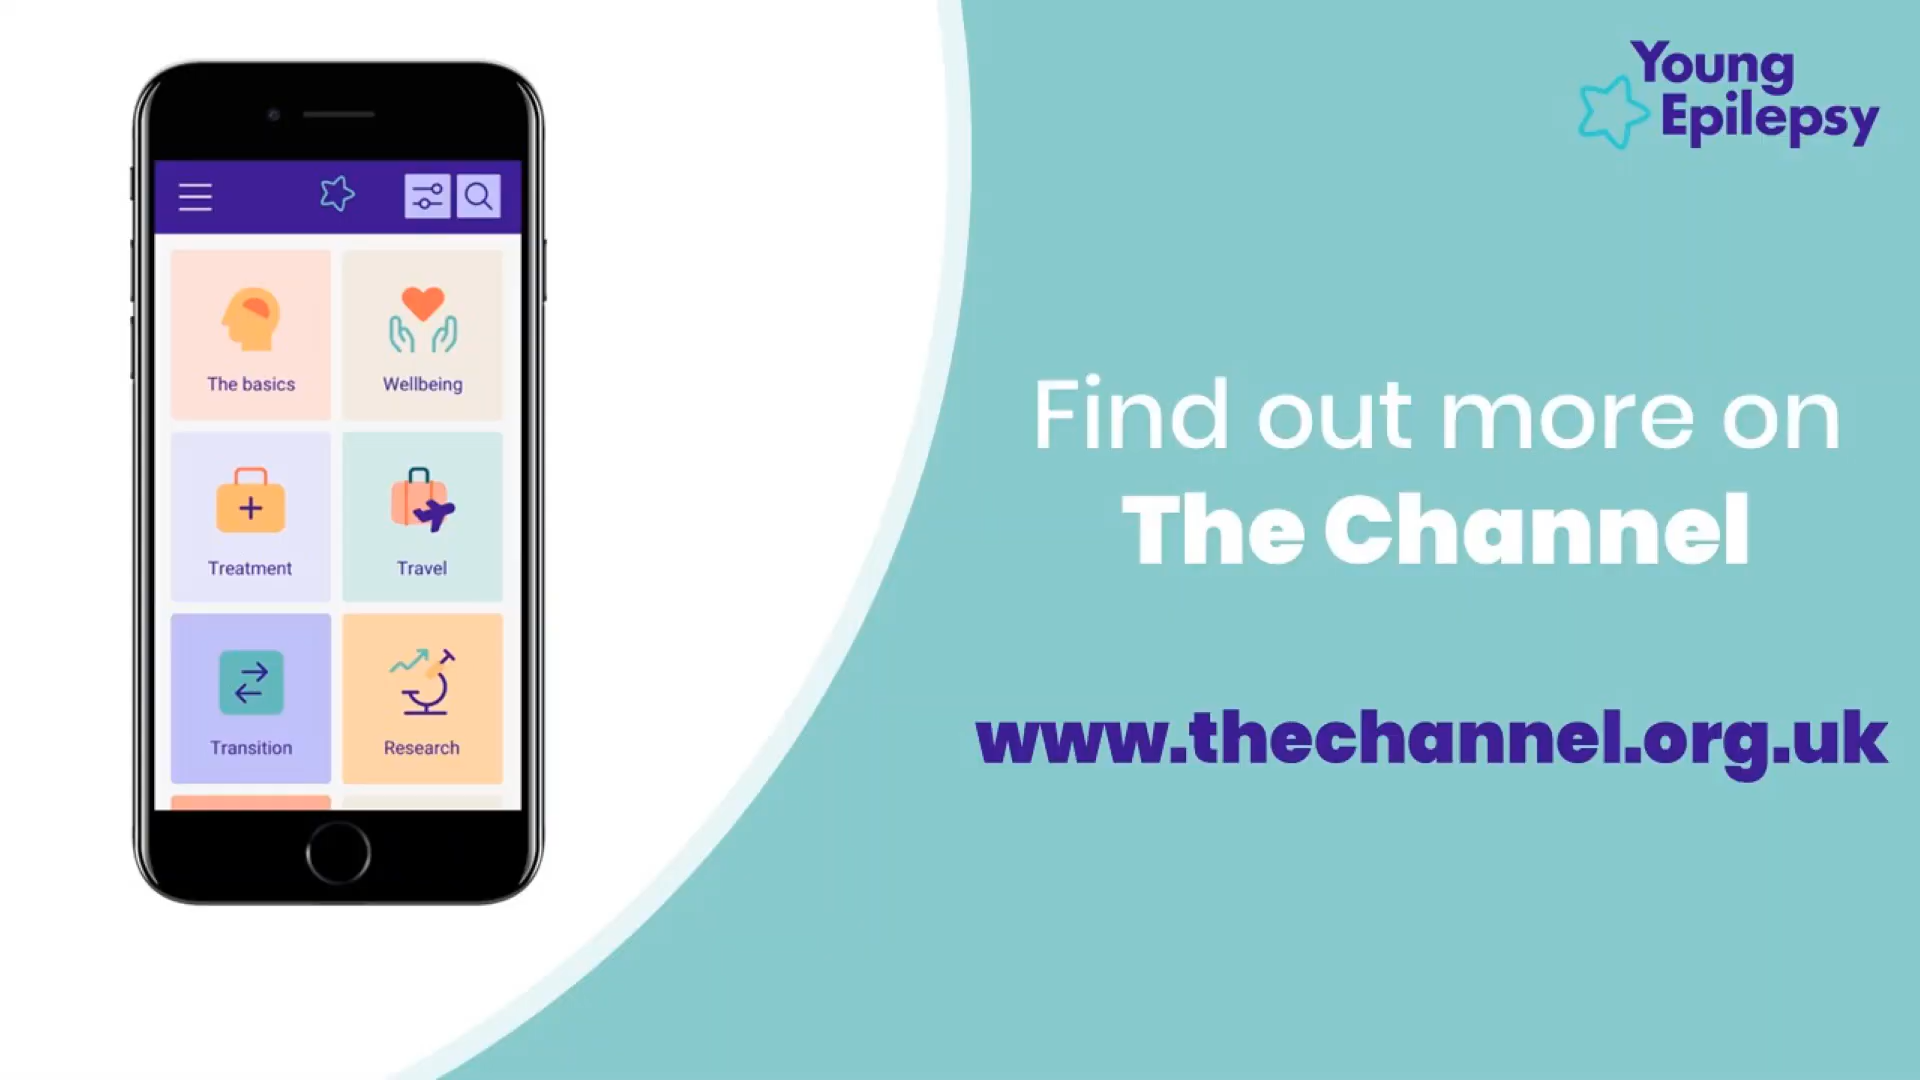 Young
Epilepsy
The basics
Wellbeing
Treatment
Travel
Transition
Research
Find out more on
The Channel
www.thechannel.org.uk